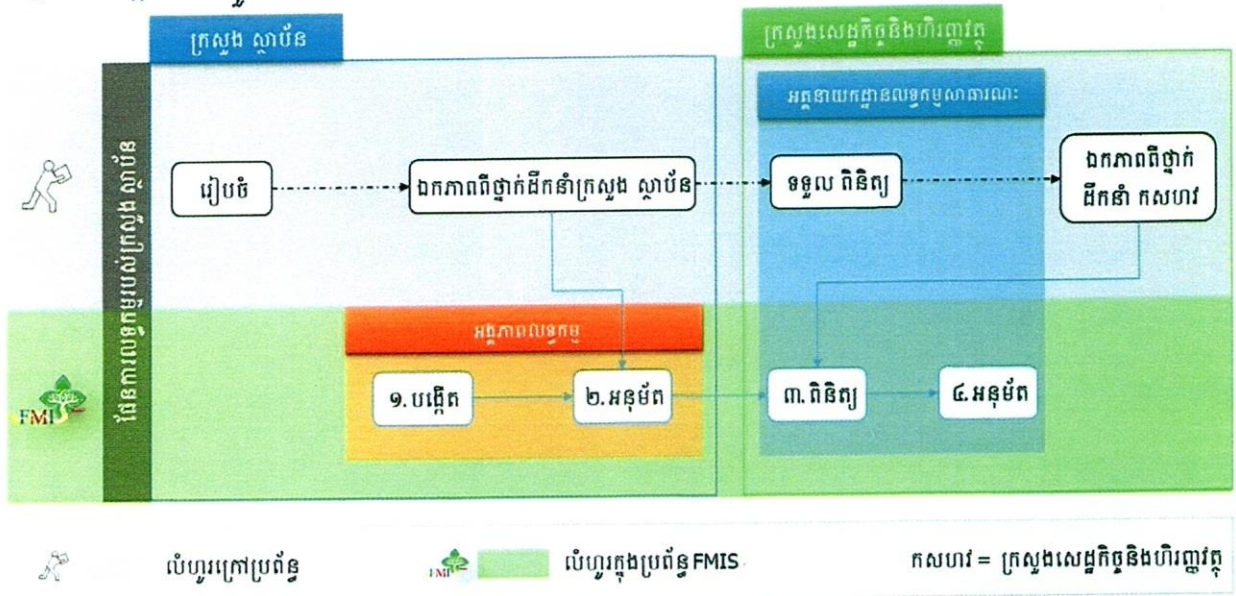 ក្រសួង ស្ថាប័ន
ក្រសួងសេដ្ឋកិច្ចនិងហិរញ្ញវត្ថុ
អគ្គនាយកដ្ឋានលទ្ធកម្មសាធារណៈ
ផែនការលទ្ធកម្មរបស់ក្រសួង ស្ថាប័ន
រៀបចំ
ឯកភាពពីថ្នាក់ដឹកនាំក្រសួង ស្ថាប័ន
ទទួល ពិនិត្យ
ឯកភាពពីថ្នាក់
ដឹកនាំ កសហវ
អង្គភាពលទ្ធកម្ម
១. បង្កើត
២. អនុម័ត
៣. ពិនិត្យ
៤. អនុម័ត
FMIS
លំហូរក្រៅប្រព័ន្ធ
FMIS
លំហូរក្នុងប្រព័ន្ធ FMIS
កសហវ = ក្រសួងសេដ្ឋកិច្ចនិងហិរញ្ញវត្ថុ